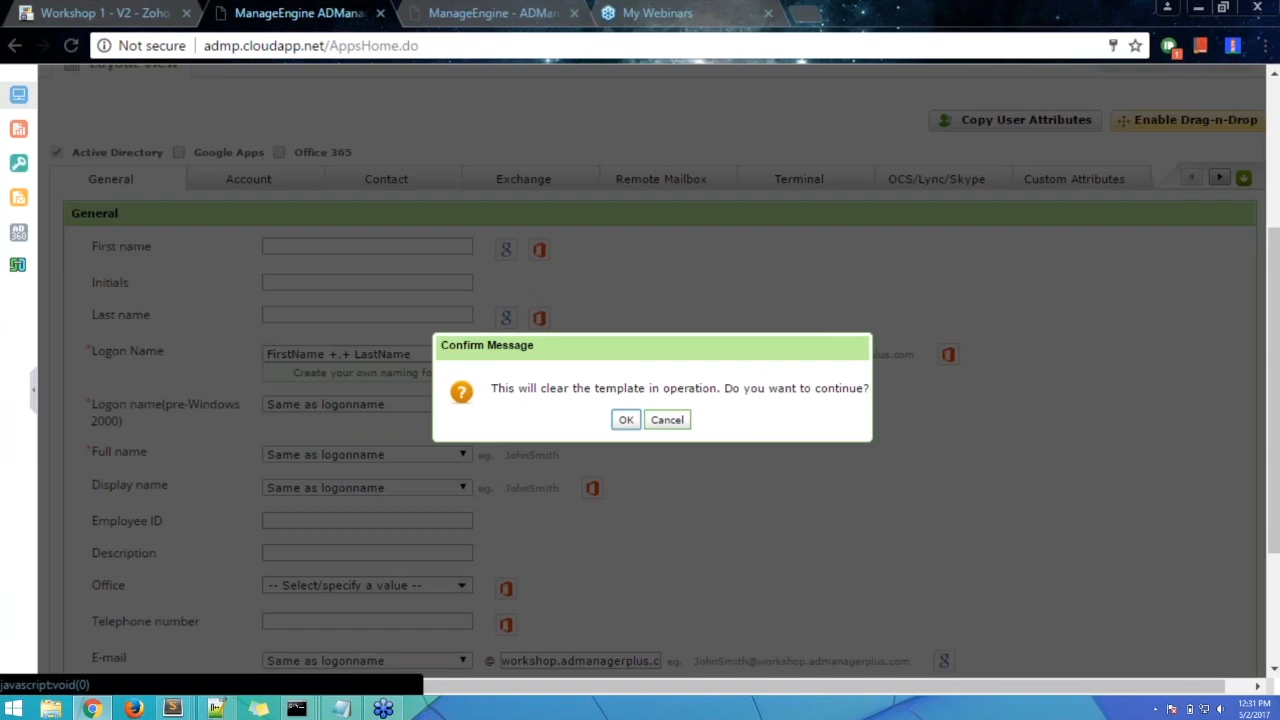 Workshop 1 - V2 - Zoho
ManageEngine ADMana
ManageEngine - ADMan
My Webinars
Not secure
admp.cloudapp.net/AppsHome.do
1
Layout View
Copy User Attributes
Enable Drag-n-Drop
Active Directory
Google Apps
Office 365
General
Account
Contact
Exchange
Remote Mailbox
Terminal
OCS/Lync/Skype
Custom Attributes
General
First name
Initials
Last name
*Logon Name
FirstName +.+ LastName
Create your own naming fo
*Logon name(pre-Windows
2000)
Same as logonname
*Full name
Same as logonname
eg. JohnSmith
Display name
Same as logonname
eg. JohnSmith
Employee ID
Description
Office
-- Select/specify a value --
Telephone number
E-mail
Same as logonname
@
workshop.admanagerplus.c
eg. JohnSmith@workshop.admanagerplus.com
Confirm Message
This will clear the template in operation. Do you want to continue?
OK
Cancel
AD
360
javascript:void(0)
12:31 PM
5/2/2017